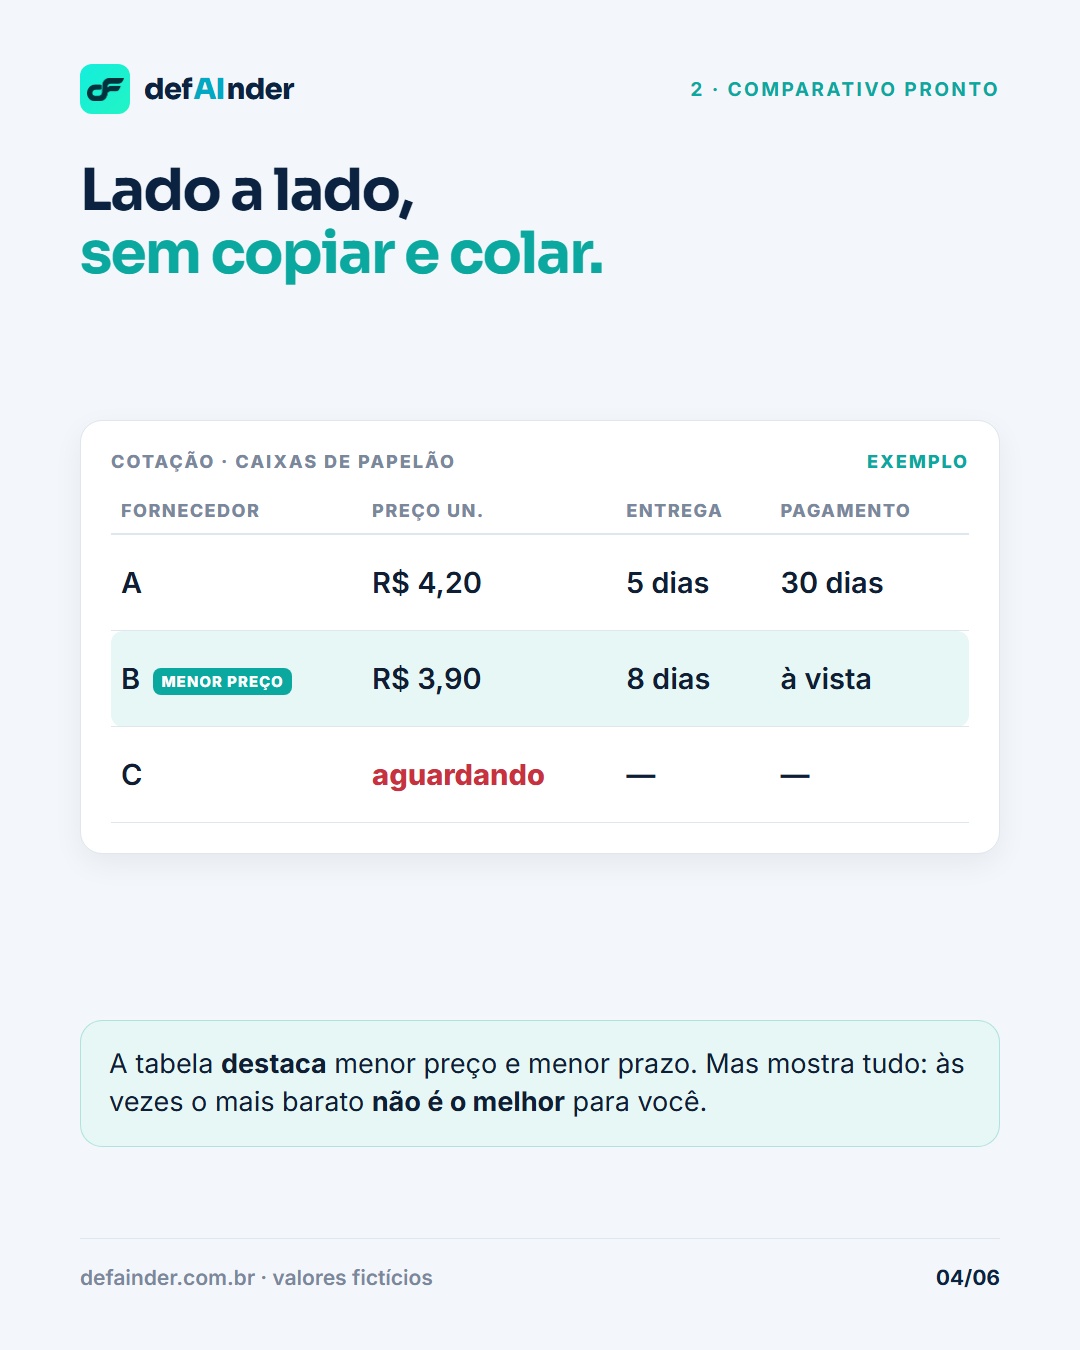 defAInder
2 · COMPARATIVO PRONTO
Lado a lado,
sem copiar e colar.
COTAÇÃO · CAIXAS DE PAPELÃO EXEMPLO
FORNECEDOR PREÇO UN. ENTREGA PAGAMENTO
A R$ 4,20 5 dias 30 dias
B MENOR PREÇO R$ 3,90 8 dias à vista
C aguardando — —
A tabela destaca menor preço e menor prazo. Mas mostra tudo: às
vezes o mais barato não é o melhor para você.
defainder.com.br · valores fictícios 04/06